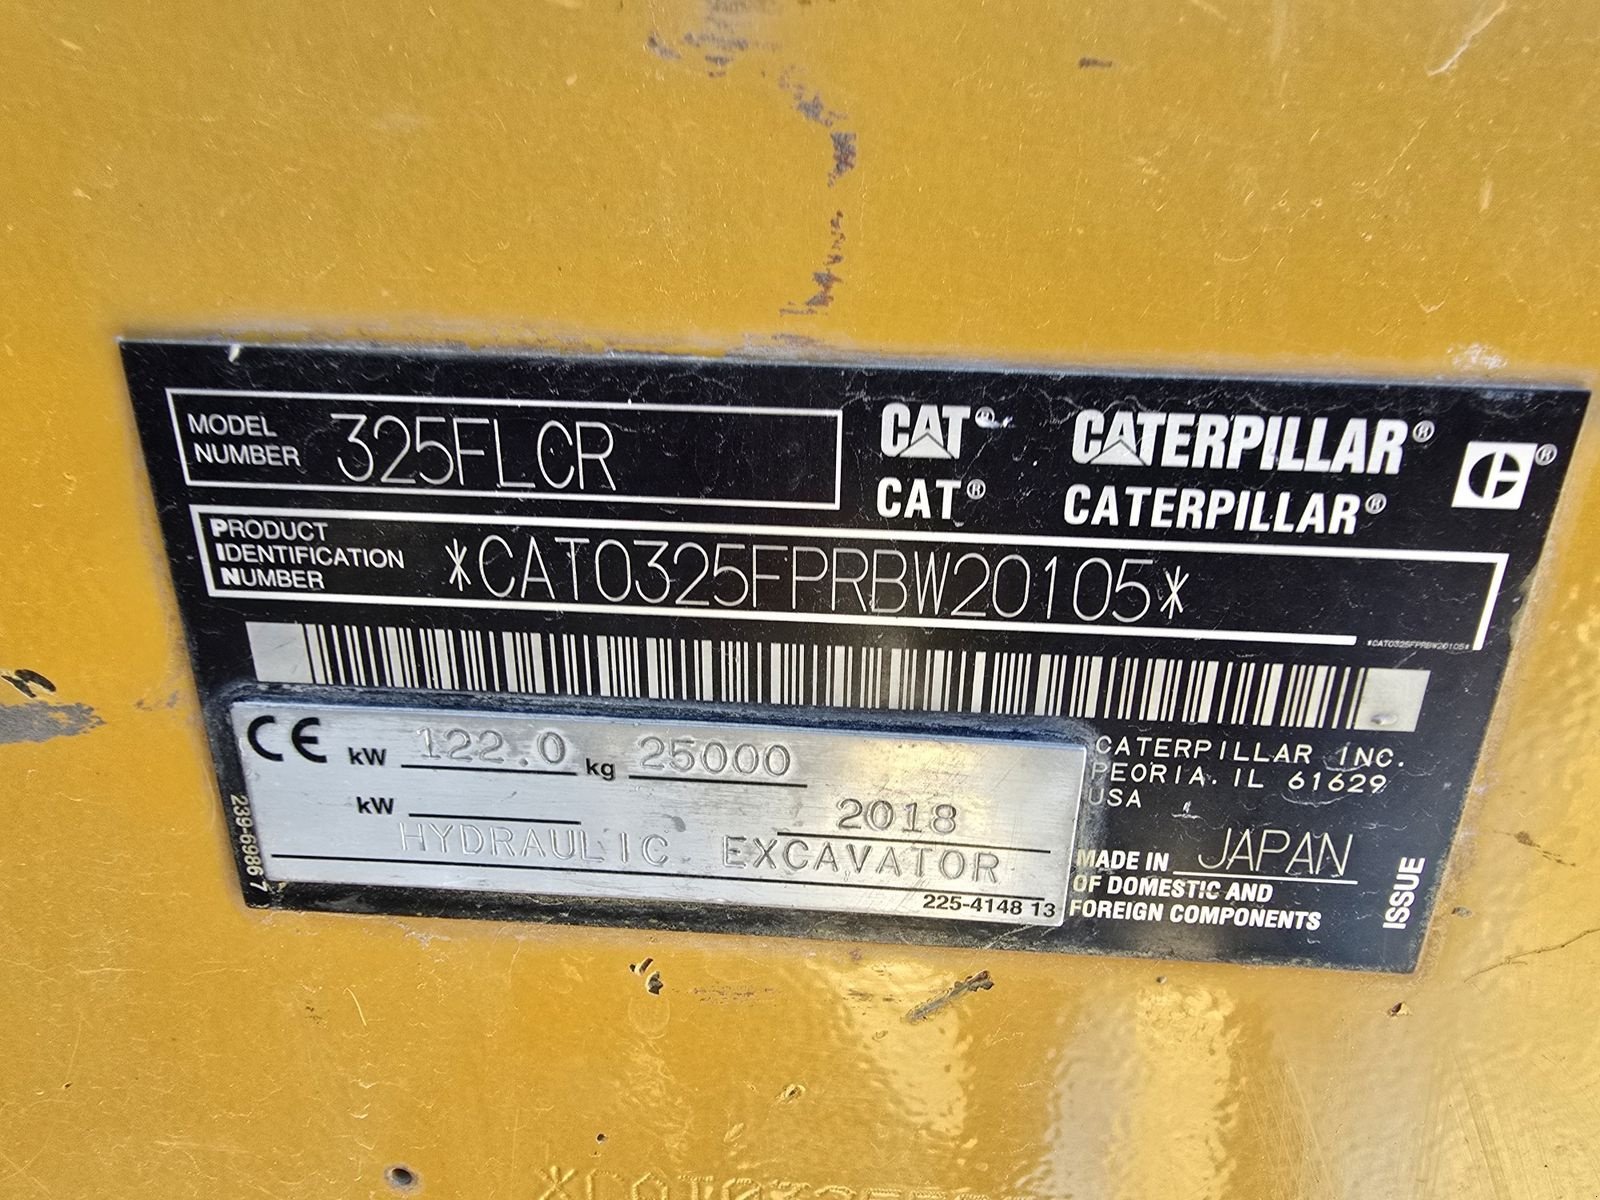 MODEL NUMBER 325FLCR
CAT® CATERPILLAR®
CAT® CATERPILLAR®
PRODUCT IDENTIFICATION NUMBER *CAT0325FPRBW20105*
*CAT0325FPRBW20105*
CE kW 122.0 kg 25000
kW 2018
HYDRAULIC EXCAVATOR
225-4148 13
239-6986 7
CATERPILLAR INC.
PEORIA. IL 61629
USA
MADE IN JAPAN
OF DOMESTIC AND
FOREIGN COMPONENTS
ISSUE